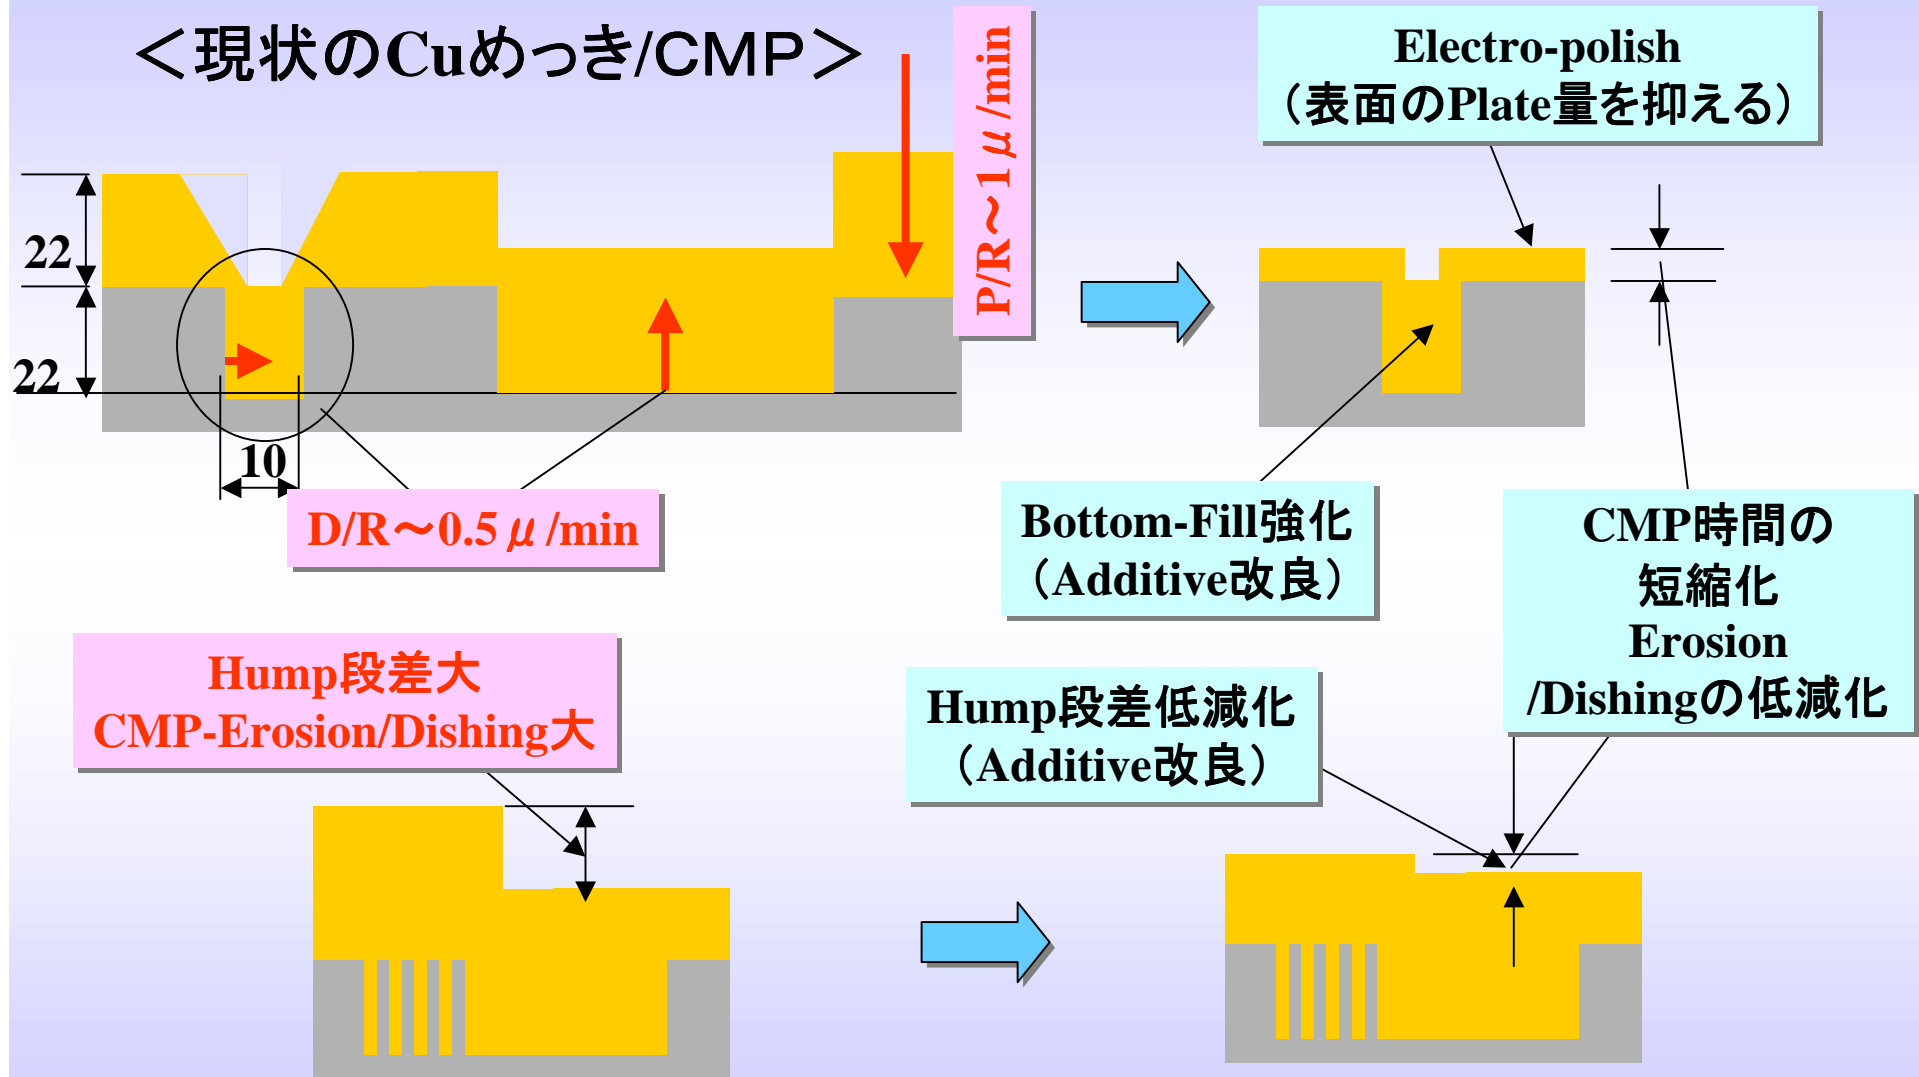 ＜現状のCuめっき/CMP＞
P/R～1μ/min
22
22
10
D/R～0.5μ/min
Electro-polish
（表面のPlate量を抑える）
Bottom-Fill強化
（Additive改良）
CMP時間の
短縮化
Erosion
/Dishingの低減化
Hump段差大
CMP-Erosion/Dishing大
Hump段差低減化
（Additive改良）